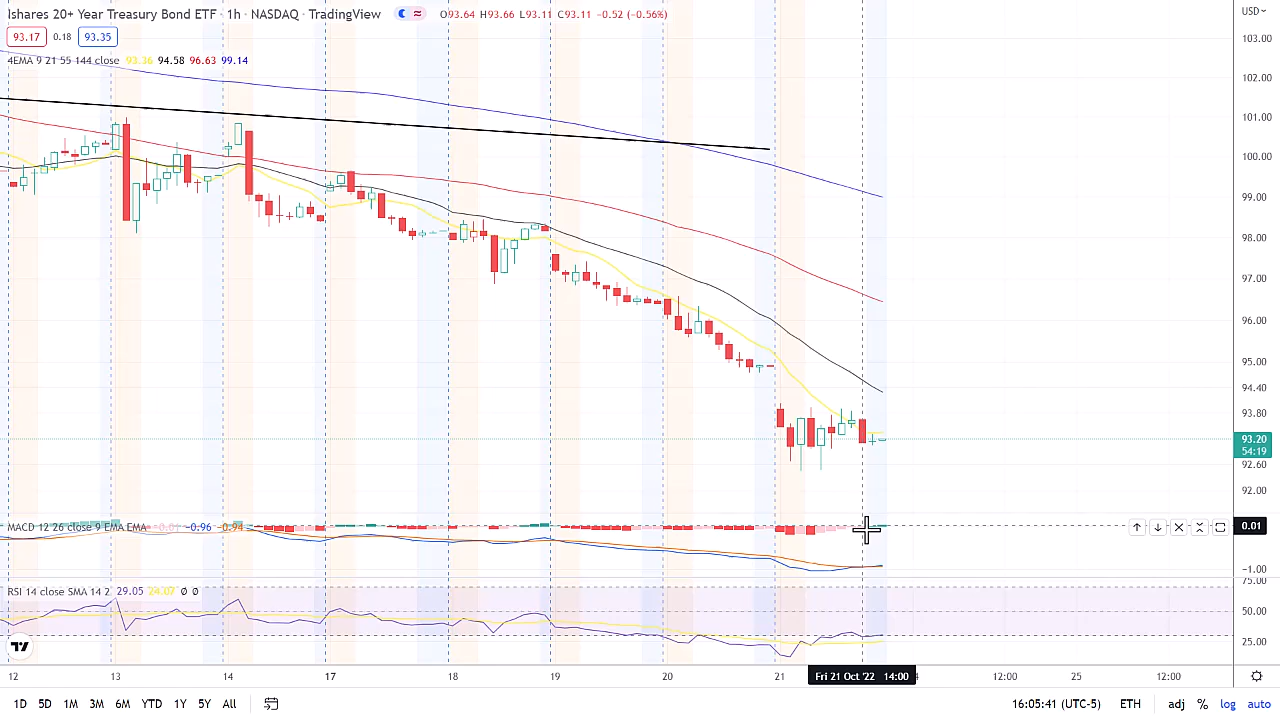 Ishares 20+ Year Treasury Bond ETF · 1h · NASDAQ · TradingView O93.64 H93.66 L93.11 C93.11 −0.52 (−0.56%)
USD
93.17 0.18 93.35
4EMA 9 21 55 144 close 93.36 94.58 96.63 99.14
103.00
102.00
101.00
100.00
99.00
98.00
97.00
96.00
95.00
94.40
93.80
93.20
54:19
92.60
92.00
MACD 12 26 close 9 EMA EMA −0.01 −0.96 −0.94
0.01
−1.00
75.00
RSI 14 close SMA 14 2 29.05 24.07 Ø Ø
50.00
25.00
12 13 14 17 18 19 20 21 Fri 21 Oct '22 14:00 12:00 25 12:00
1D 5D 1M 3M 6M YTD 1Y 5Y All 16:05:41 (UTC-5) ETH adj % log auto